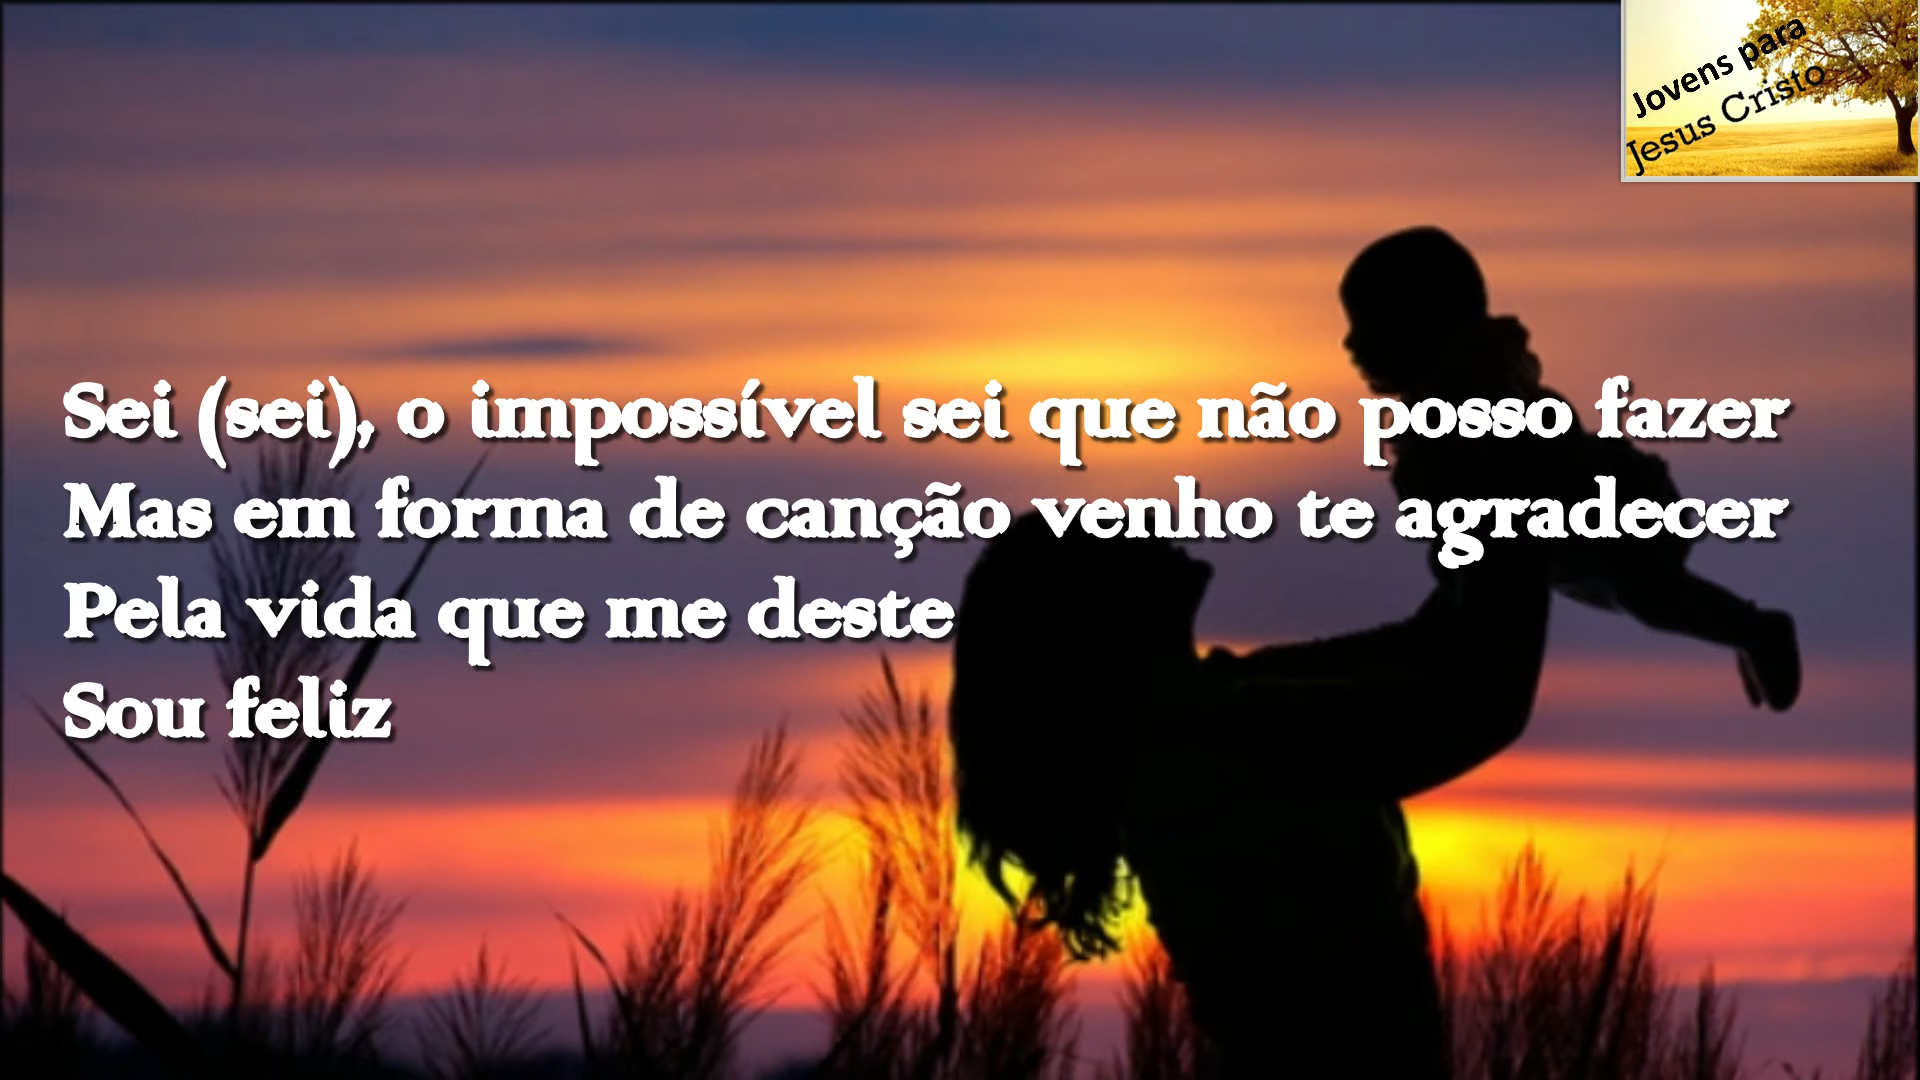 Jovens para
Jesus Cristo
Sei (sei), o impossível sei que não posso fazer
Mas em forma de canção venho te agradecer
Pela vida que me deste
Sou feliz